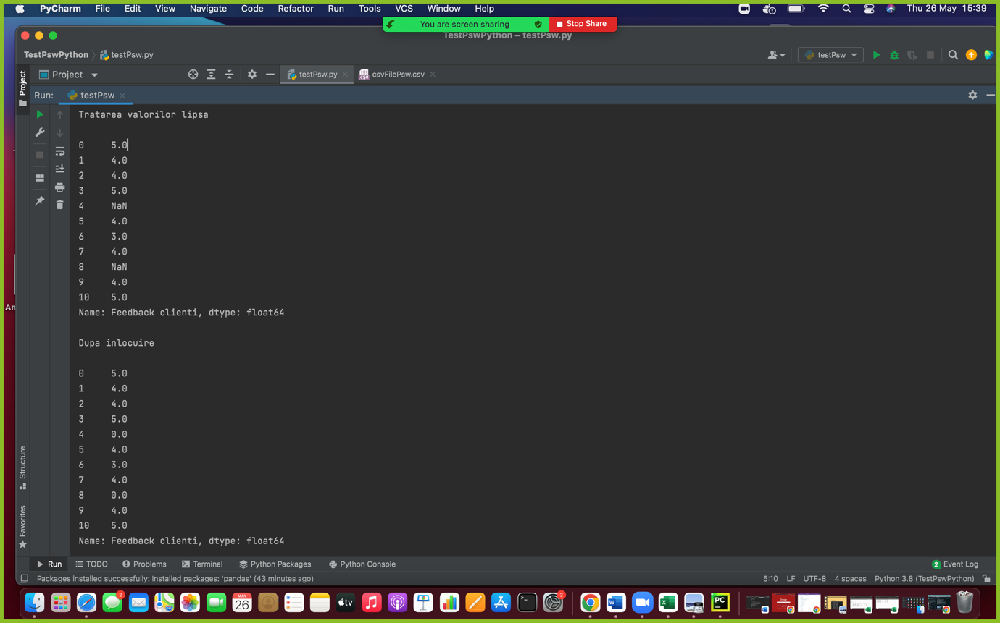 PyCharm File Edit View Navigate Code Refactor Run Tools VCS Window Help Thu 26 May 15:39
You are screen sharing Stop Share
TestPswPython – testPsw.py
TestPswPython testPsw.py testPsw
Project testPsw.py csvFilePsw.csv
Project
Run: testPsw
Tratarea valorilor lipsa
0 5.0
1 4.0
2 4.0
3 5.0
4 NaN
5 4.0
6 3.0
7 4.0
8 NaN
9 4.0
10 5.0
Name: Feedback clienti, dtype: float64
An
Dupa inlocuire
0 5.0
1 4.0
2 4.0
3 5.0
4 0.0
5 4.0
6 3.0
7 4.0
8 0.0
9 4.0
10 5.0
Name: Feedback clienti, dtype: float64
Structure
Favorites
Run TODO Problems Terminal Python Packages Python Console 2 Event Log
Packages installed successfully: Installed packages: 'pandas' (43 minutes ago) 5:10 LF UTF-8 4 spaces Python 3.8 (TestPswPython)
2 MAY 26 tv 2 PC